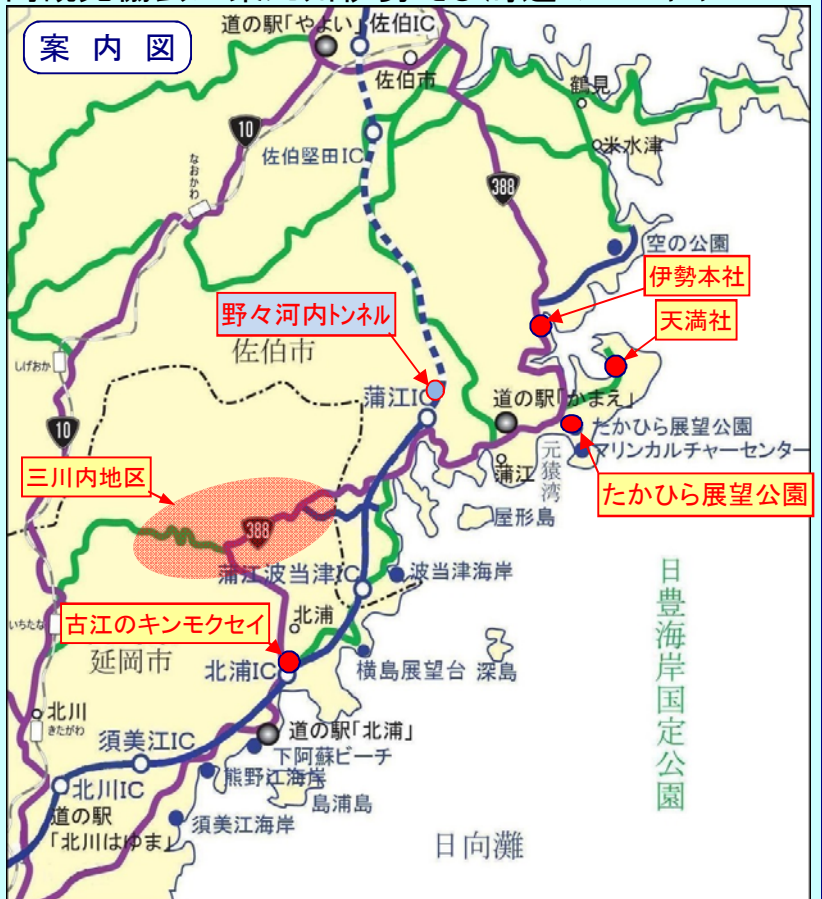 案内図
道の駅「やよい」
佐伯IC
佐伯市
鶴見
10
佐伯堅田IC
米水津
なおかわ
388
空の公園
伊勢本社
野々河内トンネル
天満社
佐伯市
しげおか
蒲江IC
道の駅「かまえ」
10
たかひら展望公園
マリンカルチャーセンター
蒲江
元猿湾
三川内地区
たかひら展望公園
屋形島
388
蒲江波当津IC
波当津海岸
日豊海岸国定公園
古江のキンモクセイ
北浦
いちたな
延岡市
北浦IC
横島展望台
深島
北川
きたがわ
須美江IC
道の駅「北浦」
下阿蘇ビーチ
熊野江海岸
北川IC
島浦島
道の駅
「北川はゆま」
須美江海岸
日向灘